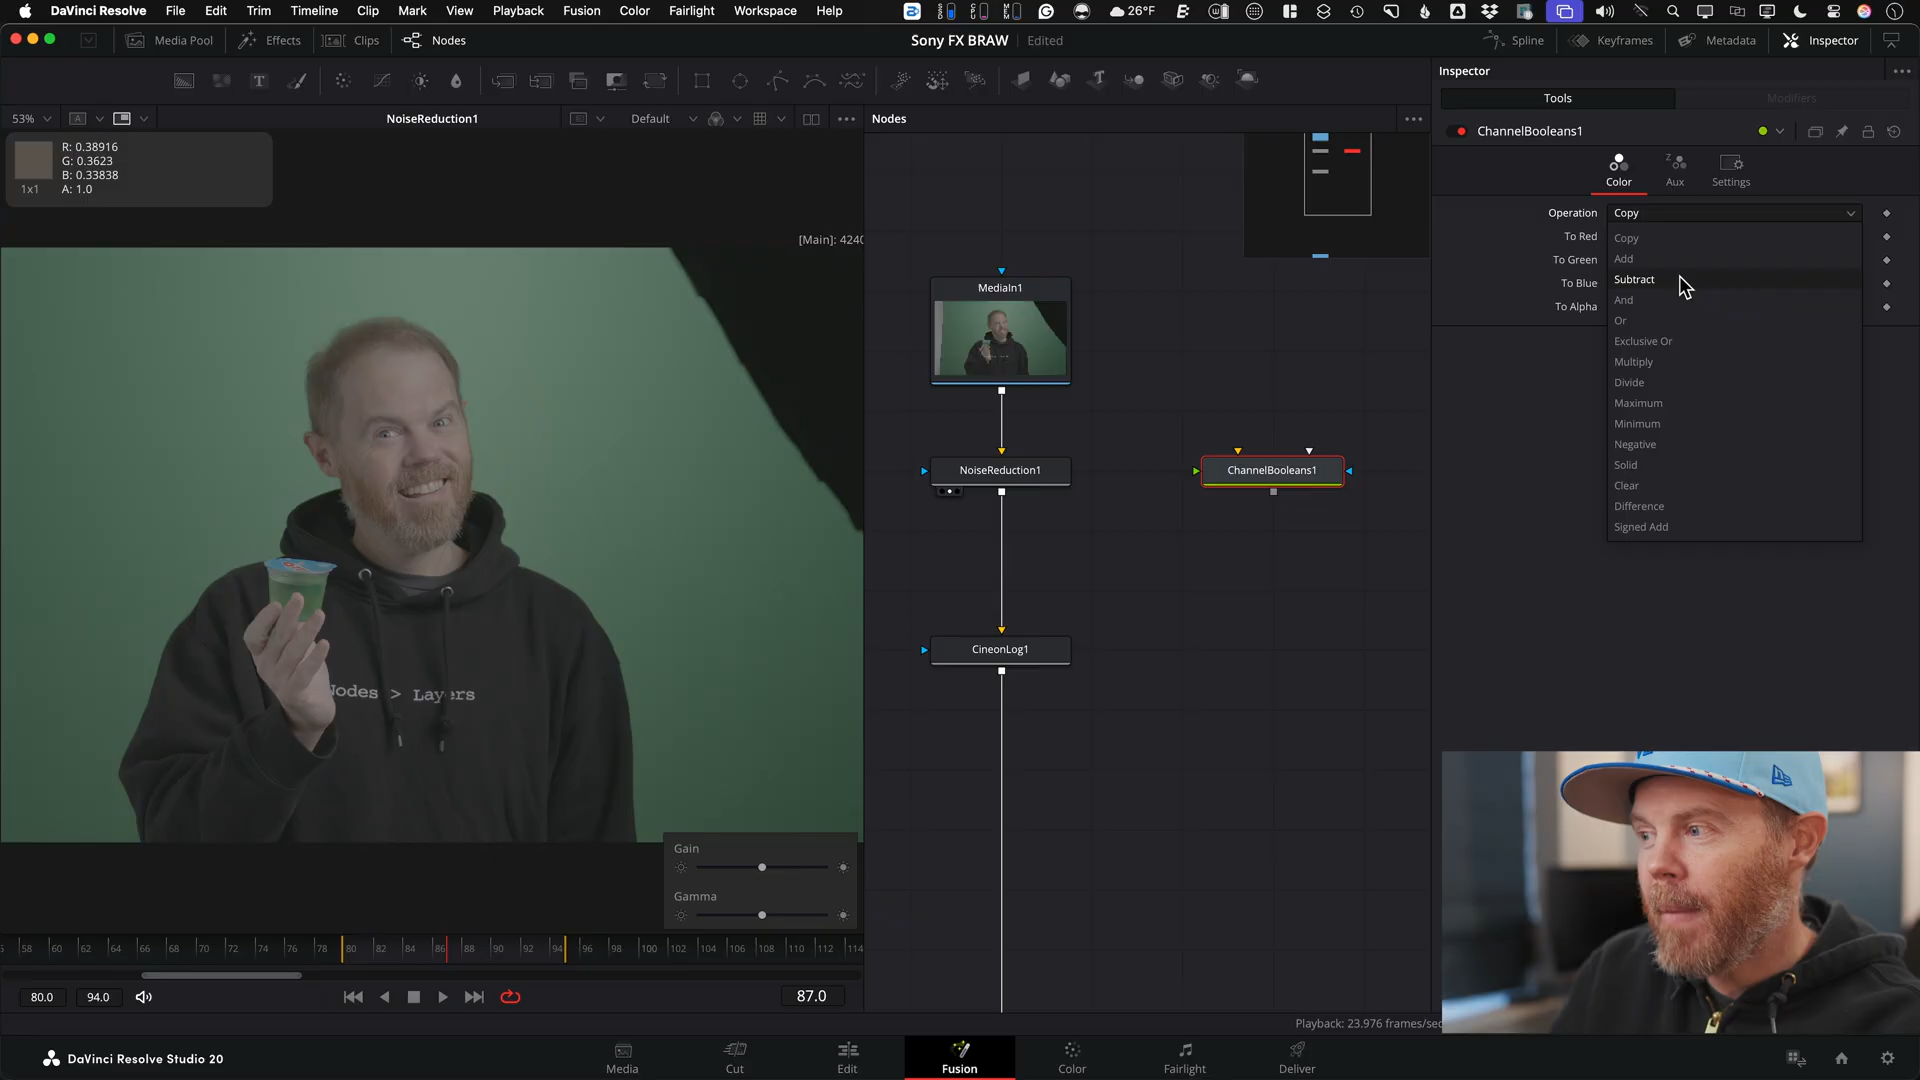 DaVinci Resolve File Edit Trim Timeline Clip Mark View Playback Fusion Color Fairlight Workspace Help 26°F
Media Pool Effects Clips Nodes Sony FX BRAW Edited Spline Keyframes Metadata Inspector
Inspector
Tools Modifiers
53% A NoiseReduction1 Default Nodes
ChannelBooleans1
R: 0.38916
G: 0.3623
B: 0.33838
A: 1.0
1x1
Color Aux Settings
[Main]: 4240
Operation Copy
To Red
To Green
To Blue
To Alpha
Copy
Add
Subtract
And
Or
Exclusive Or
Multiply
Divide
Maximum
Minimum
Negative
Solid
Clear
Difference
Signed Add
MediaIn1
NoiseReduction1 ChannelBooleans1
CineonLog1
Nodes > Layers
Gain
Gamma
58 60 62 64 66 68 70 72 74 76 78 80 82 84 86 88 90 92 94 96 98 100 102 104 106 108 110 112 114
80.0 94.0 87.0
Playback: 23.976 frames/sec
DaVinci Resolve Studio 20
Media Cut Edit Fusion Color Fairlight Deliver